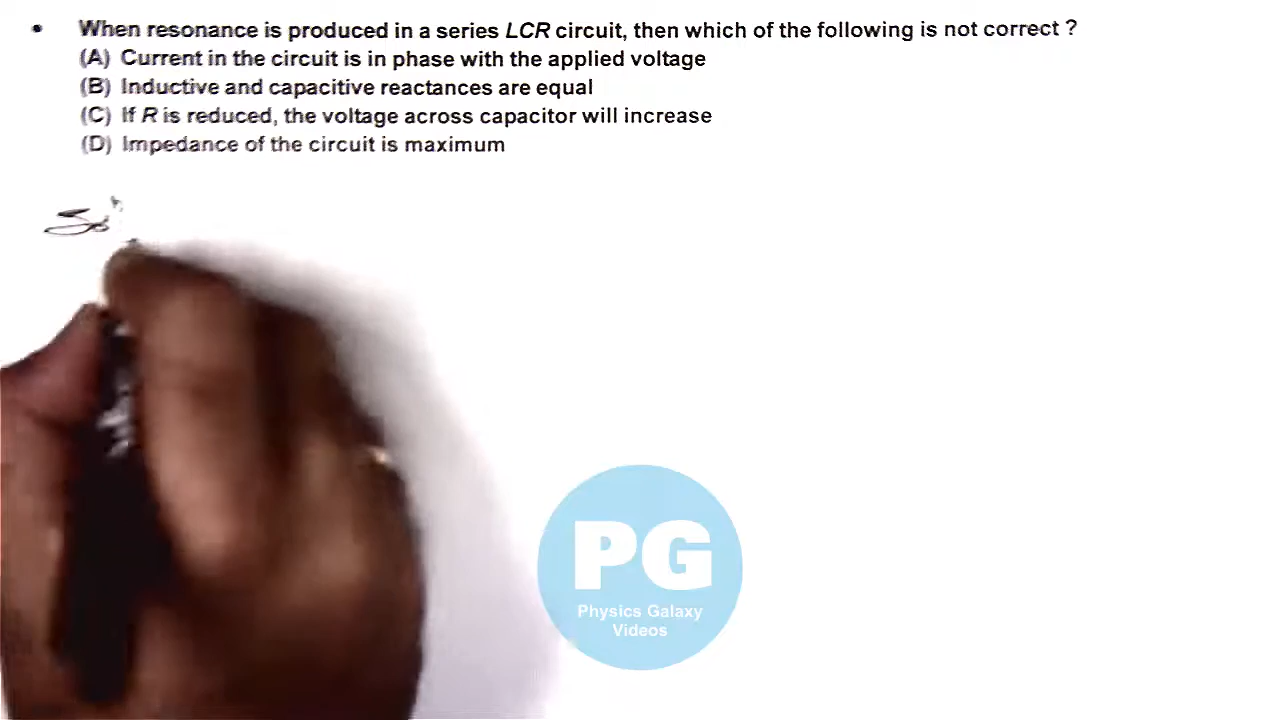 • When resonance is produced in a series LCR circuit, then which of the following is not correct ?
(A) Current in the circuit is in phase with the applied voltage
(B) Inductive and capacitive reactances are equal
(C) If R is reduced, the voltage across capacitor will increase
(D) Impedance of the circuit is maximum
Solⁿ
PG
Physics Galaxy
Videos